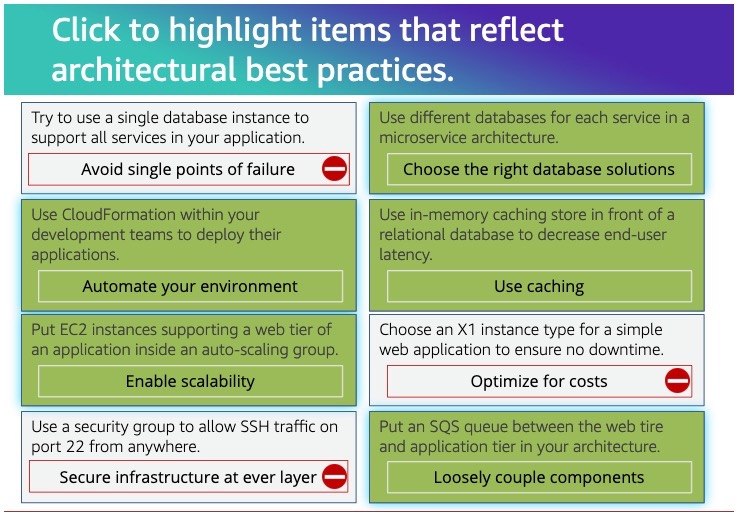 Click to highlight items that reflect
architectural best practices.
Try to use a single database instance to
support all services in your application.
Avoid single points of failure
Use different databases for each service in a
microservice architecture.
Choose the right database solutions
Use CloudFormation within your
development teams to deploy their
applications.
Automate your environment
Use in-memory caching store in front of a
relational database to decrease end-user
latency.
Use caching
Put EC2 instances supporting a web tier of
an application inside an auto-scaling group.
Enable scalability
Choose an X1 instance type for a simple
web application to ensure no downtime.
Optimize for costs
Use a security group to allow SSH traffic on
port 22 from anywhere.
Secure infrastructure at ever layer
Put an SQS queue between the web tire
and application tier in your architecture.
Loosely couple components